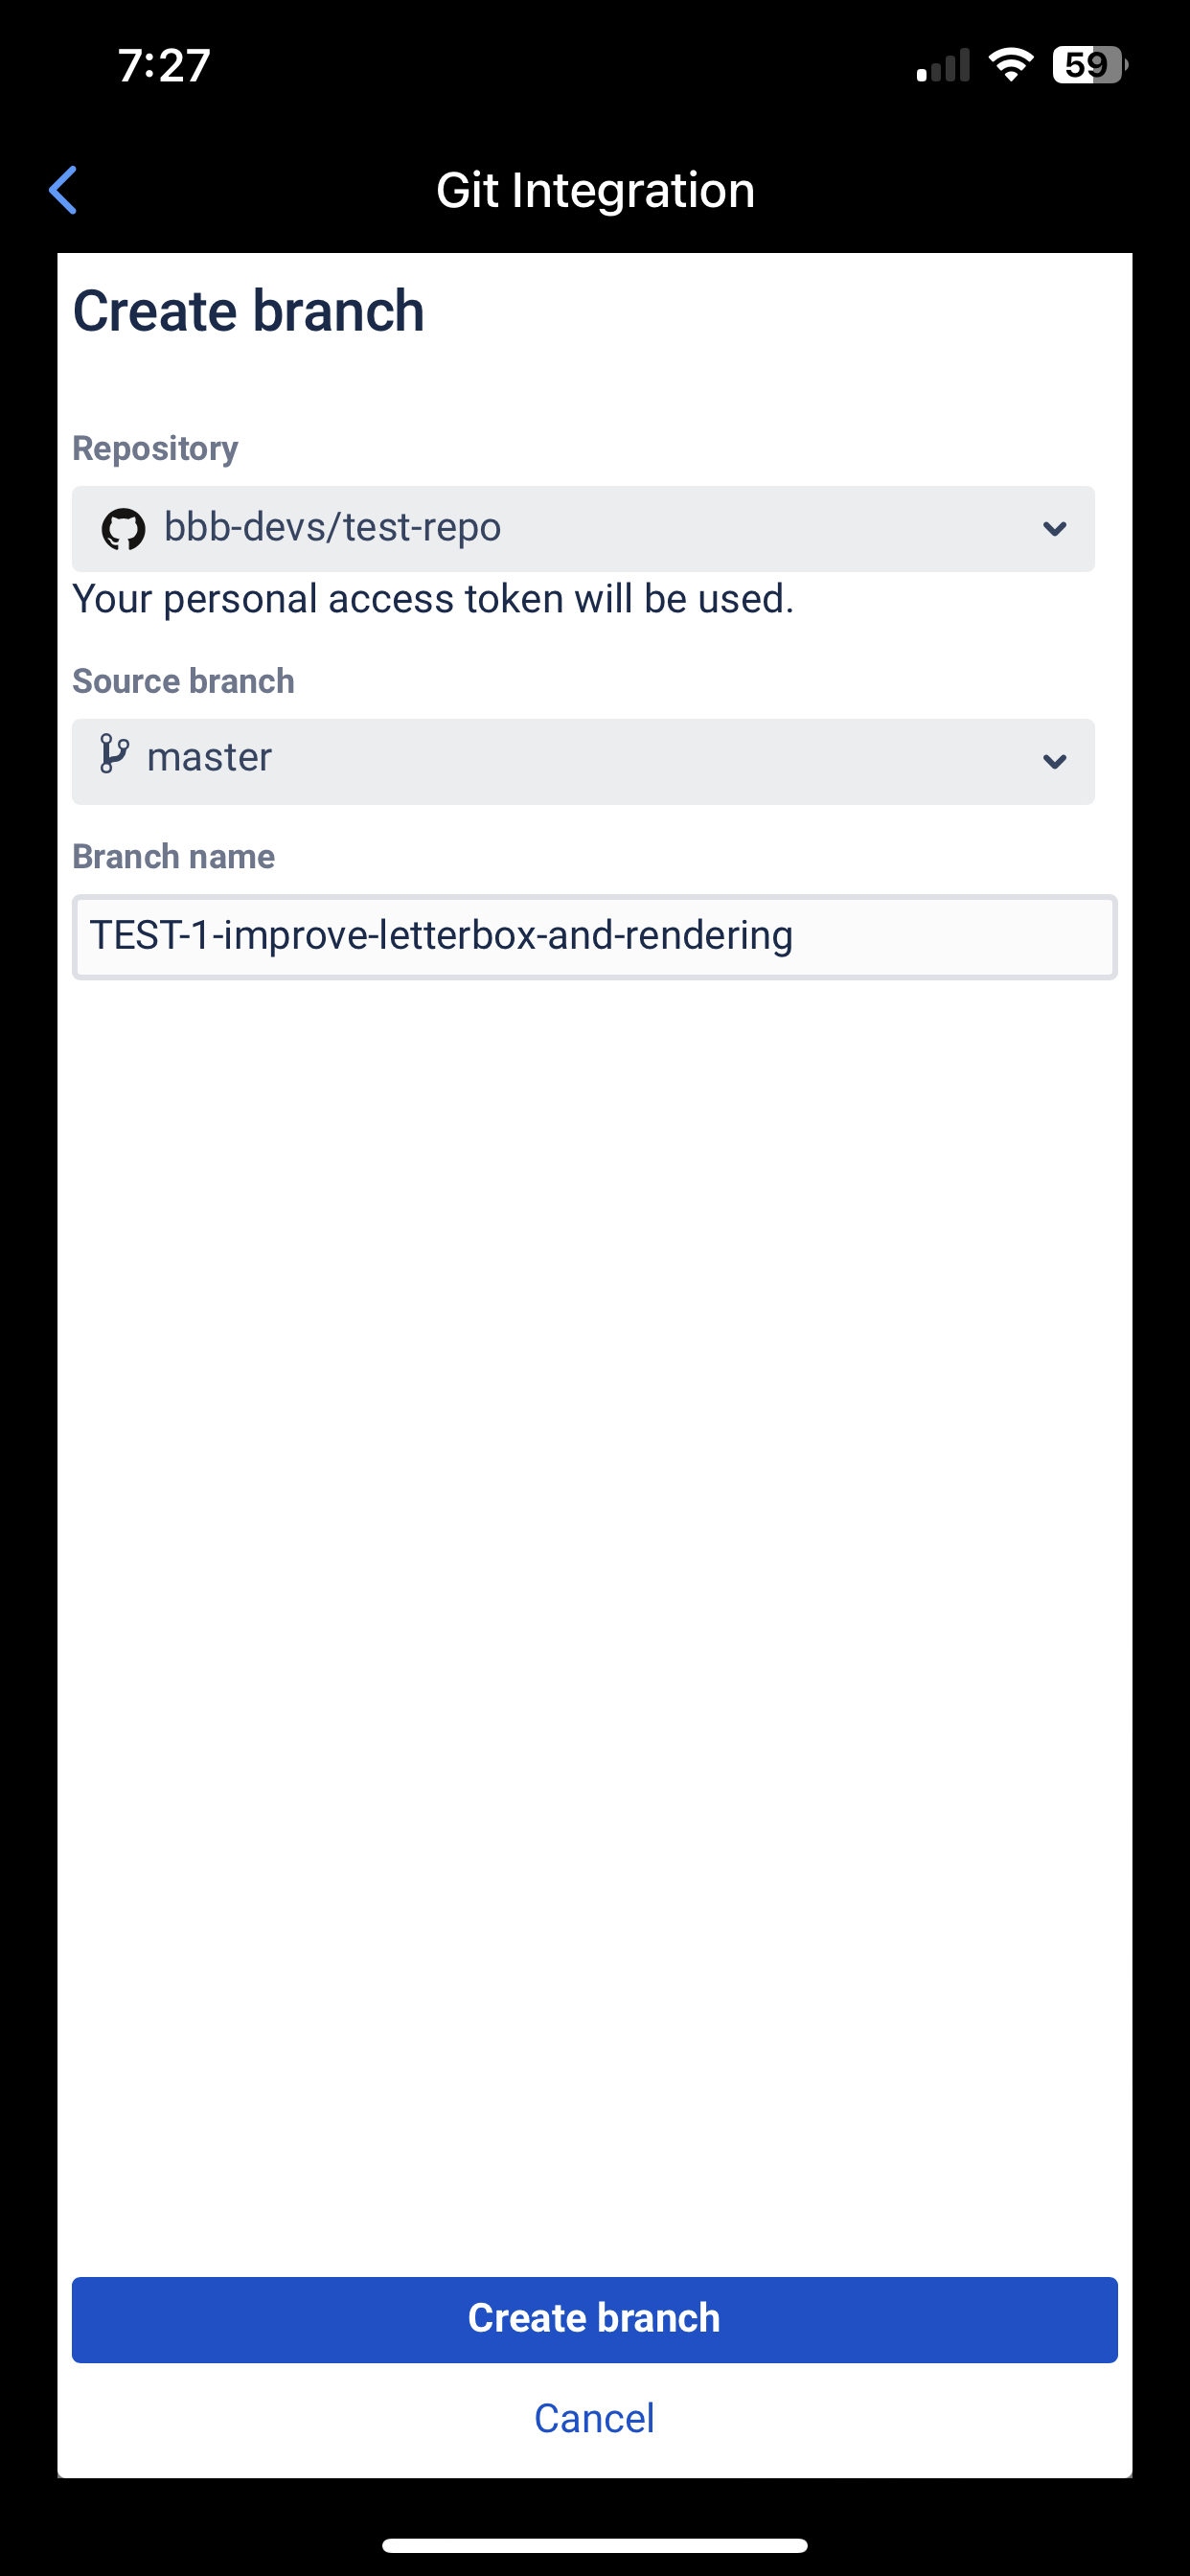 7:27
59
Git Integration
Create branch
Repository
bbb-devs/test-repo
Your personal access token will be used.
Source branch
master
Branch name
TEST-1-improve-letterbox-and-rendering
Create branch
Cancel